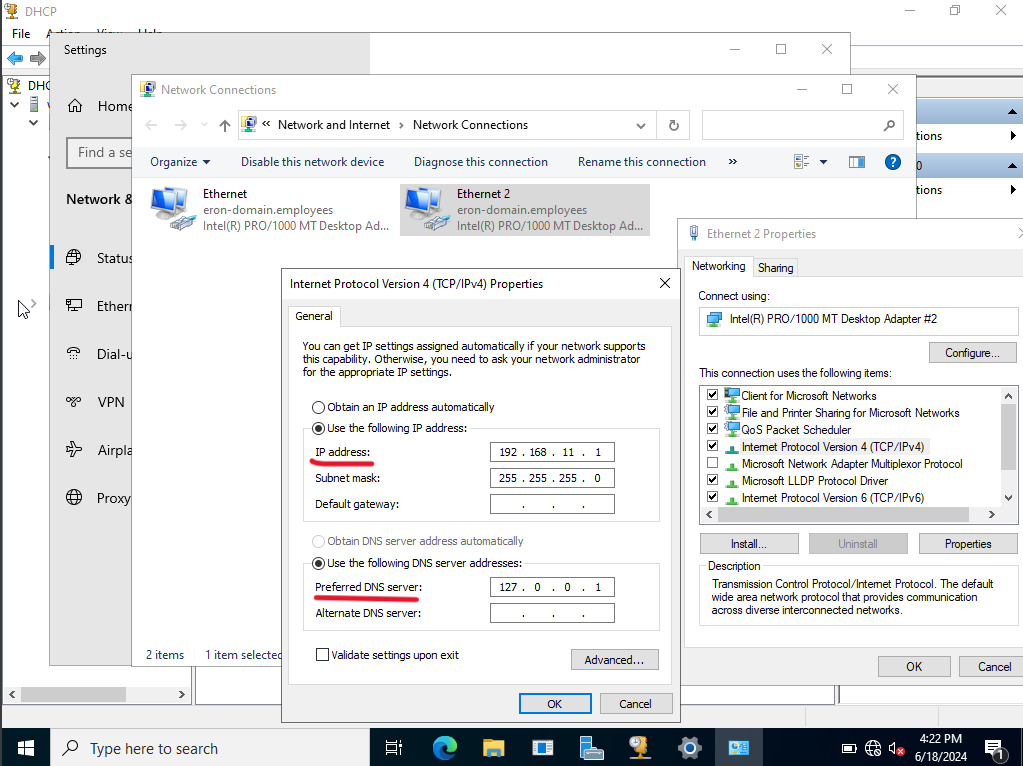 DHCP
File Action View Help
Settings
DHC
Home
Find a se
Network &
Status
Ethern
Dial-u
VPN
Airpla
Proxy
Network Connections
« Network and Internet › Network Connections
Organize Disable this network device Diagnose this connection Rename this connection »
Ethernet
eron-domain.employees
Intel(R) PRO/1000 MT Desktop Ad...
Ethernet 2
eron-domain.employees
Intel(R) PRO/1000 MT Desktop Ad...
2 items 1 item selected
tions
0
tions
Internet Protocol Version 4 (TCP/IPv4) Properties
General
You can get IP settings assigned automatically if your network supports
this capability. Otherwise, you need to ask your network administrator
for the appropriate IP settings.
Obtain an IP address automatically
Use the following IP address:
IP address: 192 . 168 . 11 . 1
Subnet mask: 255 . 255 . 255 . 0
Default gateway: . . .
Obtain DNS server address automatically
Use the following DNS server addresses:
Preferred DNS server: 127 . 0 . 0 . 1
Alternate DNS server: . . .
Validate settings upon exit
Advanced...
OK Cancel
Ethernet 2 Properties
Networking Sharing
Connect using:
Intel(R) PRO/1000 MT Desktop Adapter #2
Configure...
This connection uses the following items:
Client for Microsoft Networks
File and Printer Sharing for Microsoft Networks
QoS Packet Scheduler
Internet Protocol Version 4 (TCP/IPv4)
Microsoft Network Adapter Multiplexor Protocol
Microsoft LLDP Protocol Driver
Internet Protocol Version 6 (TCP/IPv6)
Install... Uninstall Properties
Description
Transmission Control Protocol/Internet Protocol. The default
wide area network protocol that provides communication
across diverse interconnected networks.
OK Cancel
Type here to search
4:22 PM
6/18/2024
1